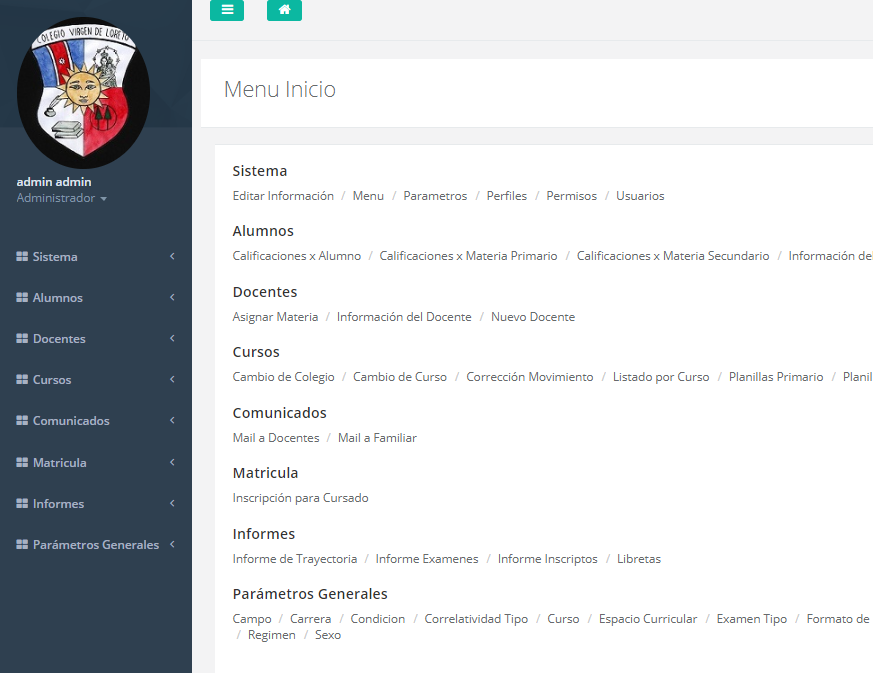 COLEGIO VIRGEN DE LORETO
admin admin
Administrador
Sistema
Alumnos
Docentes
Cursos
Comunicados
Matricula
Informes
Parámetros Generales
Menu Inicio
Sistema
Editar Información / Menu / Parametros / Perfiles / Permisos / Usuarios
Alumnos
Calificaciones x Alumno / Calificaciones x Materia Primario / Calificaciones x Materia Secundario / Información del
Docentes
Asignar Materia / Información del Docente / Nuevo Docente
Cursos
Cambio de Colegio / Cambio de Curso / Corrección Movimiento / Listado por Curso / Planillas Primario / Planil
Comunicados
Mail a Docentes / Mail a Familiar
Matricula
Inscripción para Cursado
Informes
Informe de Trayectoria / Informe Examenes / Informe Inscriptos / Libretas
Parámetros Generales
Campo / Carrera / Condicion / Correlatividad Tipo / Curso / Espacio Curricular / Examen Tipo / Formato de
/ Regimen / Sexo